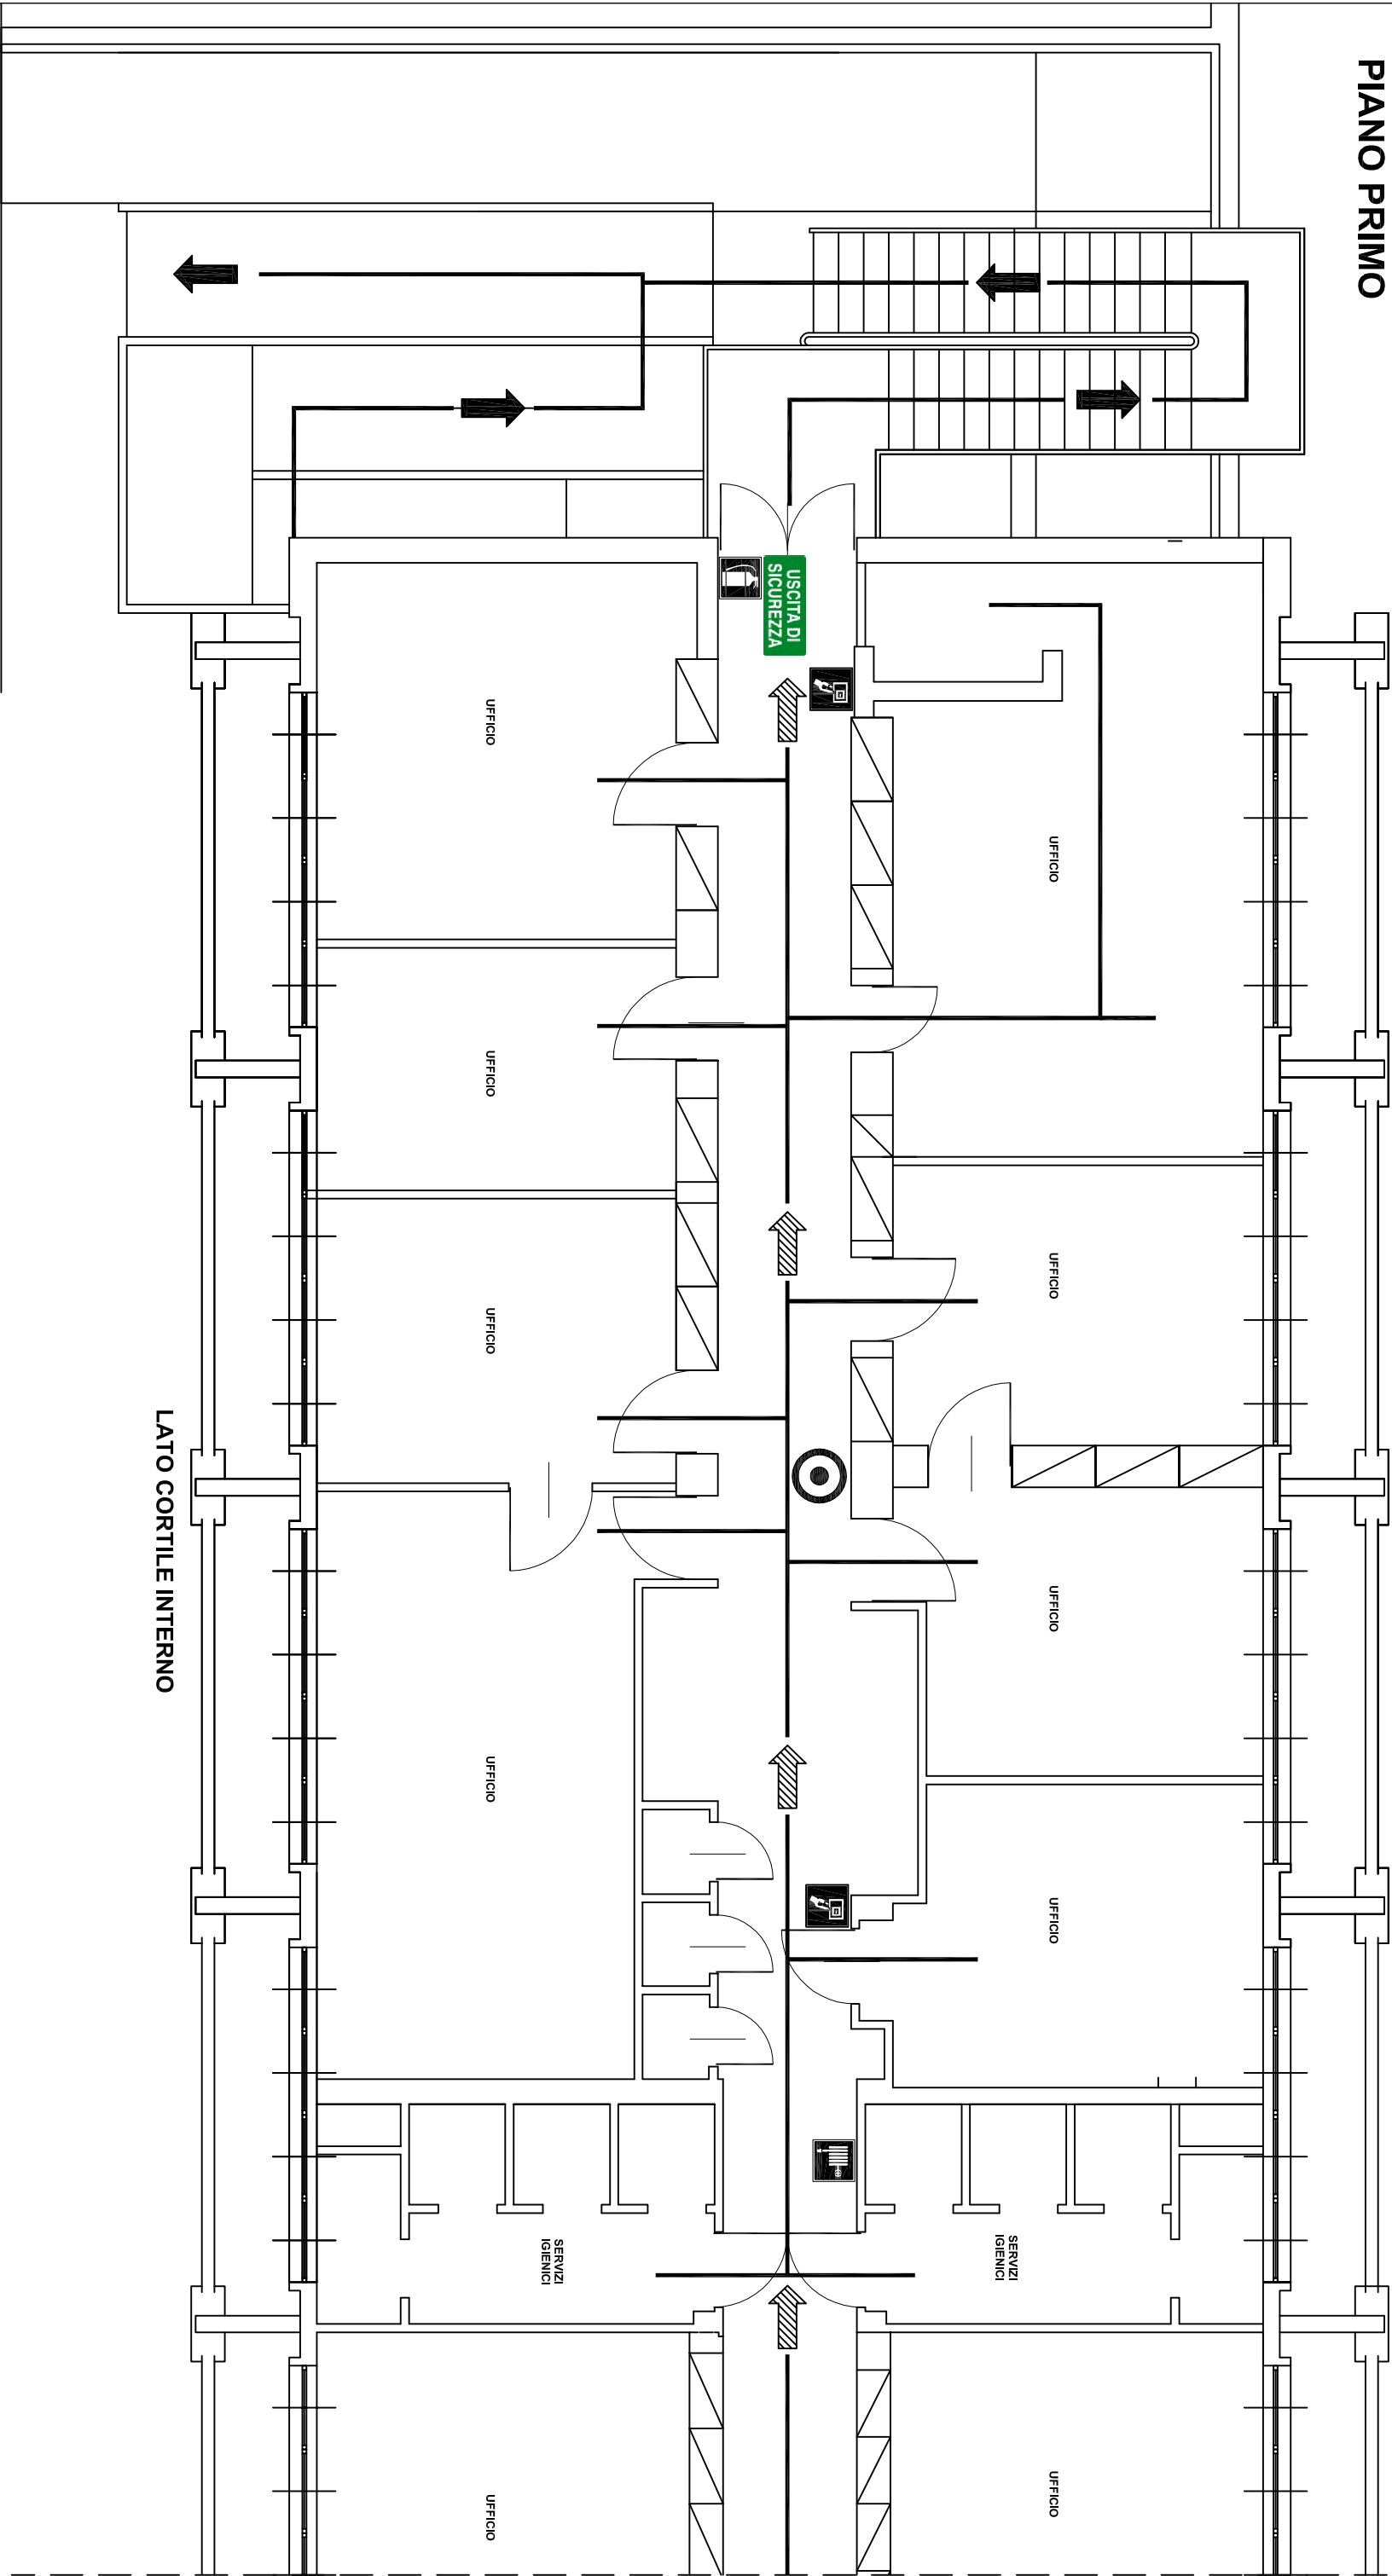 PIANO PRIMO
UFFICIO
UFFICIO
UFFICIO
UFFICIO
SERVIZI
IGIENICI
UFFICIO
USCITA DI
SICUREZZA
UFFICIO
UFFICIO
UFFICIO
UFFICIO
SERVIZI
IGIENICI
UFFICIO
LATO CORTILE INTERNO